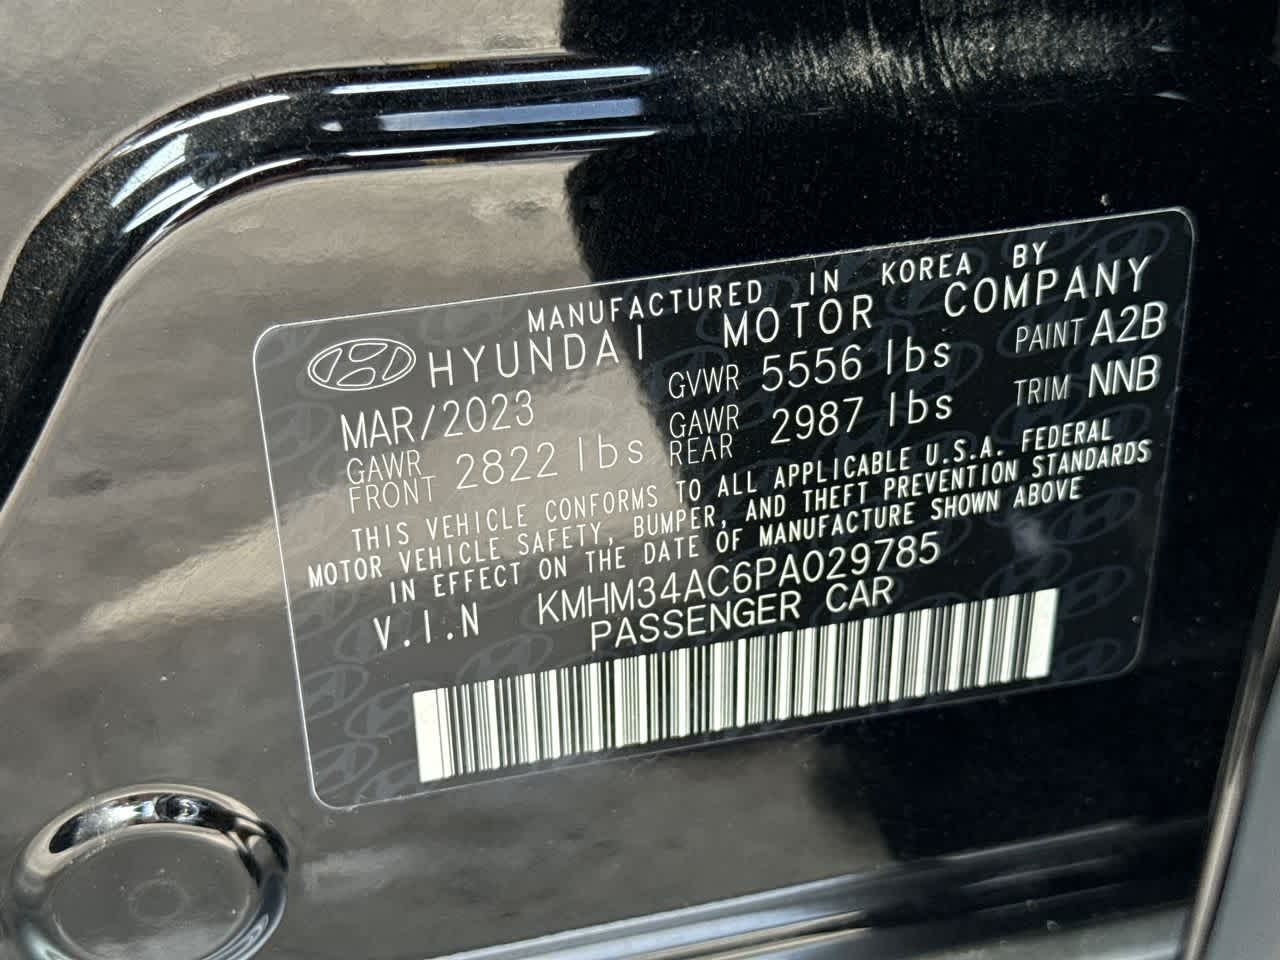 MANUFACTURED IN KOREA BY
HYUNDAI MOTOR COMPANY
MAR/2023 GVWR 5556 lbs PAINT A2B
GAWR FRONT 2822 lbs GAWR REAR 2987 lbs TRIM NNB
THIS VEHICLE CONFORMS TO ALL APPLICABLE U.S.A. FEDERAL
MOTOR VEHICLE SAFETY, BUMPER, AND THEFT PREVENTION STANDARDS
IN EFFECT ON THE DATE OF MANUFACTURE SHOWN ABOVE
V.I.N KMHM34AC6PA029785
PASSENGER CAR